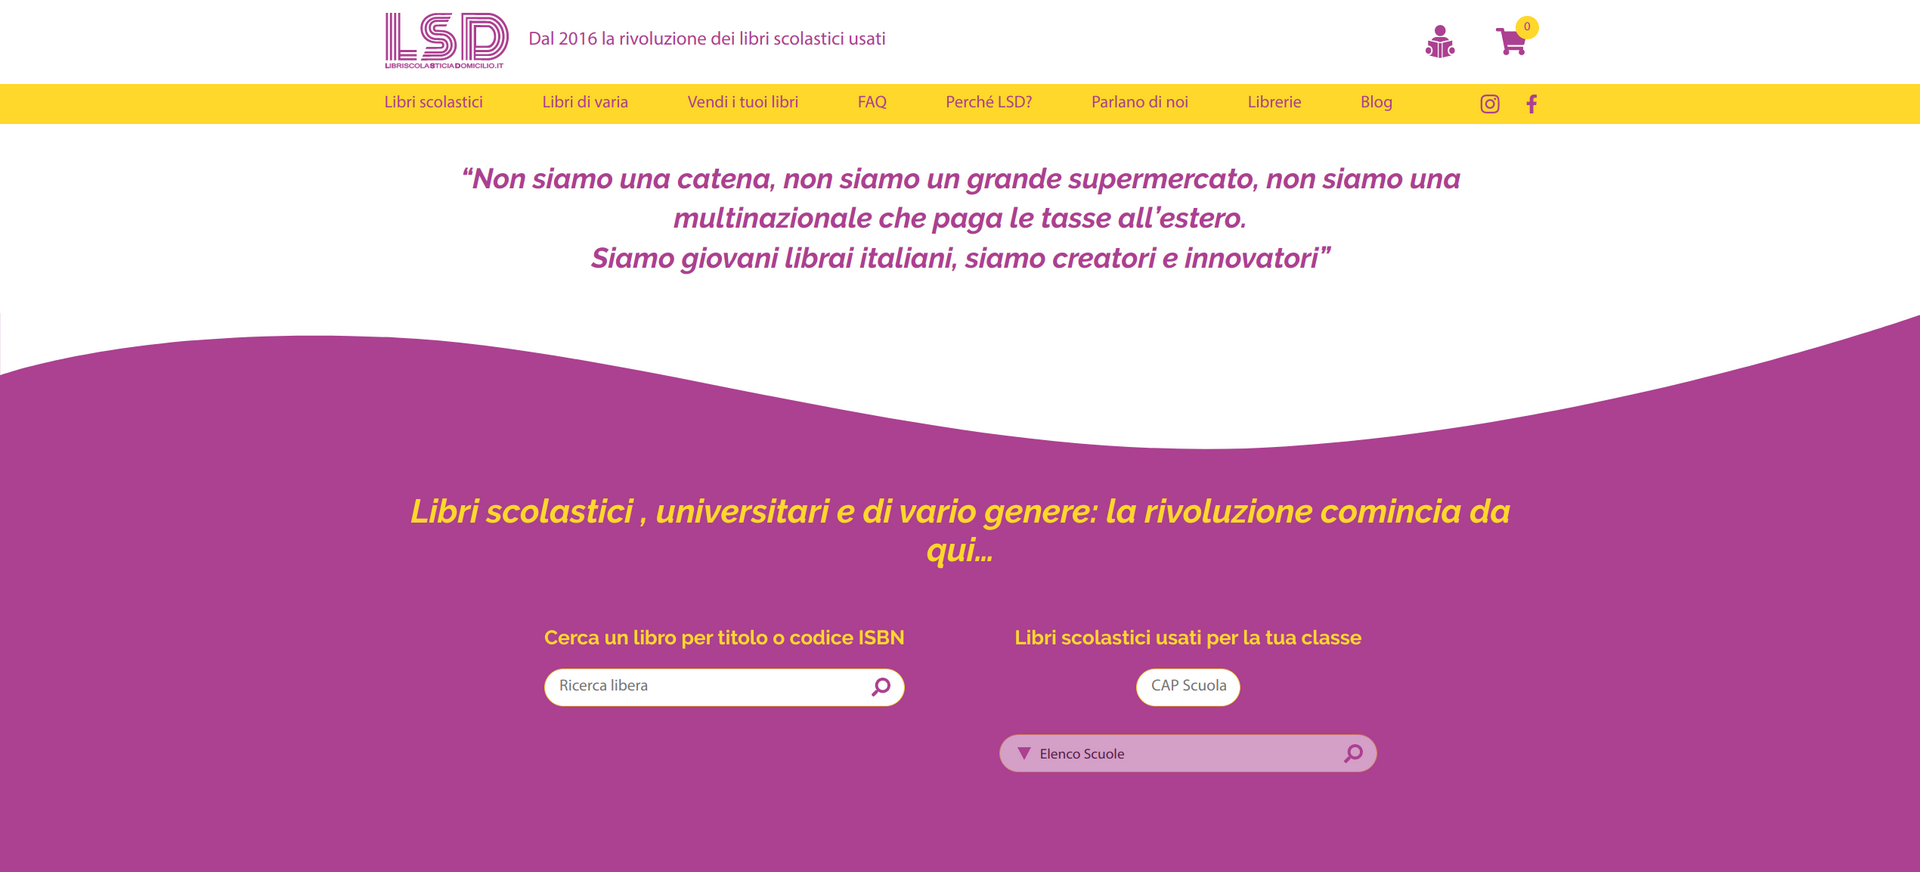 LSD
LIBRISCOLASTICIADOMICILIO.IT
Dal 2016 la rivoluzione dei libri scolastici usati
0
Libri scolastici
Libri di varia
Vendi i tuoi libri
FAQ
Perché LSD?
Parlano di noi
Librerie
Blog
“Non siamo una catena, non siamo un grande supermercato, non siamo una
multinazionale che paga le tasse all’estero.
Siamo giovani librai italiani, siamo creatori e innovatori”
Libri scolastici , universitari e di vario genere: la rivoluzione comincia da
qui...
Cerca un libro per titolo o codice ISBN
Ricerca libera
Libri scolastici usati per la tua classe
CAP Scuola
Elenco Scuole